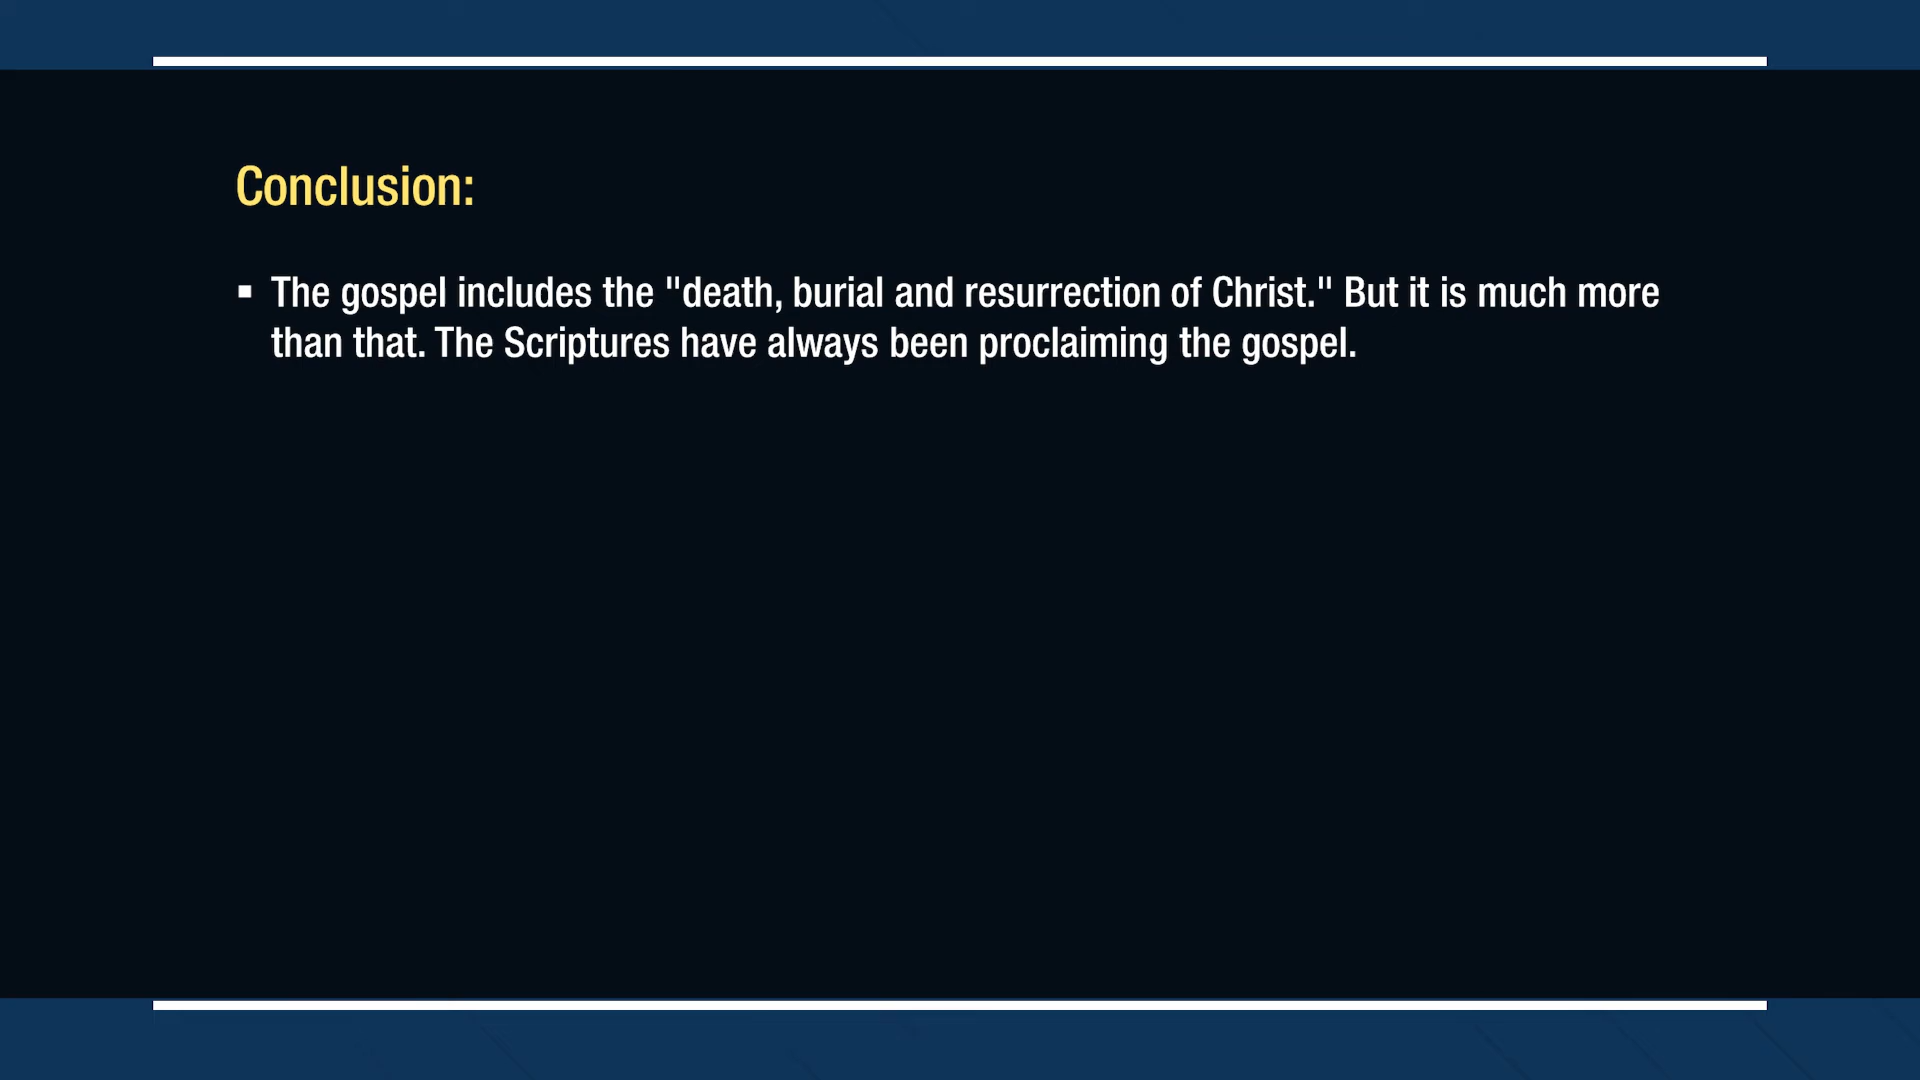 Conclusion:
▪ The gospel includes the "death, burial and resurrection of Christ." But it is much more
than that. The Scriptures have always been proclaiming the gospel.